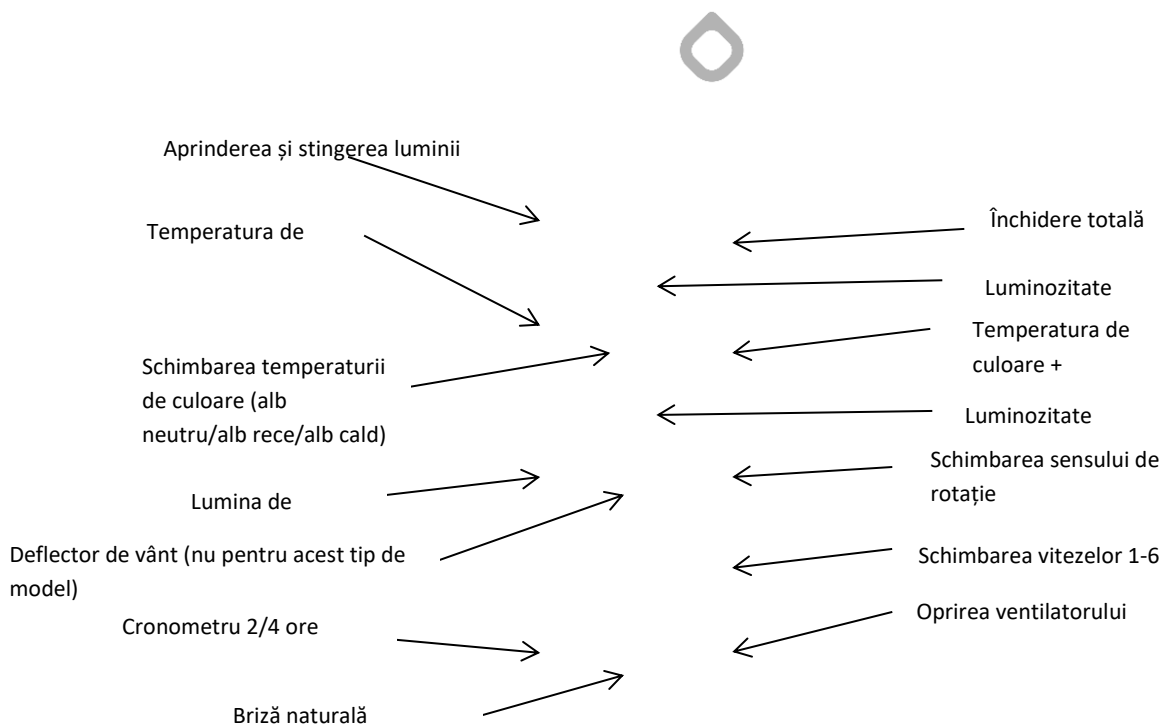 Aprinderea și stingerea luminii
Temperatura de
Schimbarea temperaturii
de culoare (alb
neutru/alb rece/alb cald)
Lumina de
Deflector de vânt (nu pentru acest tip de
model)
Cronometru 2/4 ore
Briză naturală
Închidere totală
Luminozitate
Temperatura de
culoare +
Luminozitate
Schimbarea sensului de
rotație
Schimbarea vitezelor 1-6
Oprirea ventilatorului